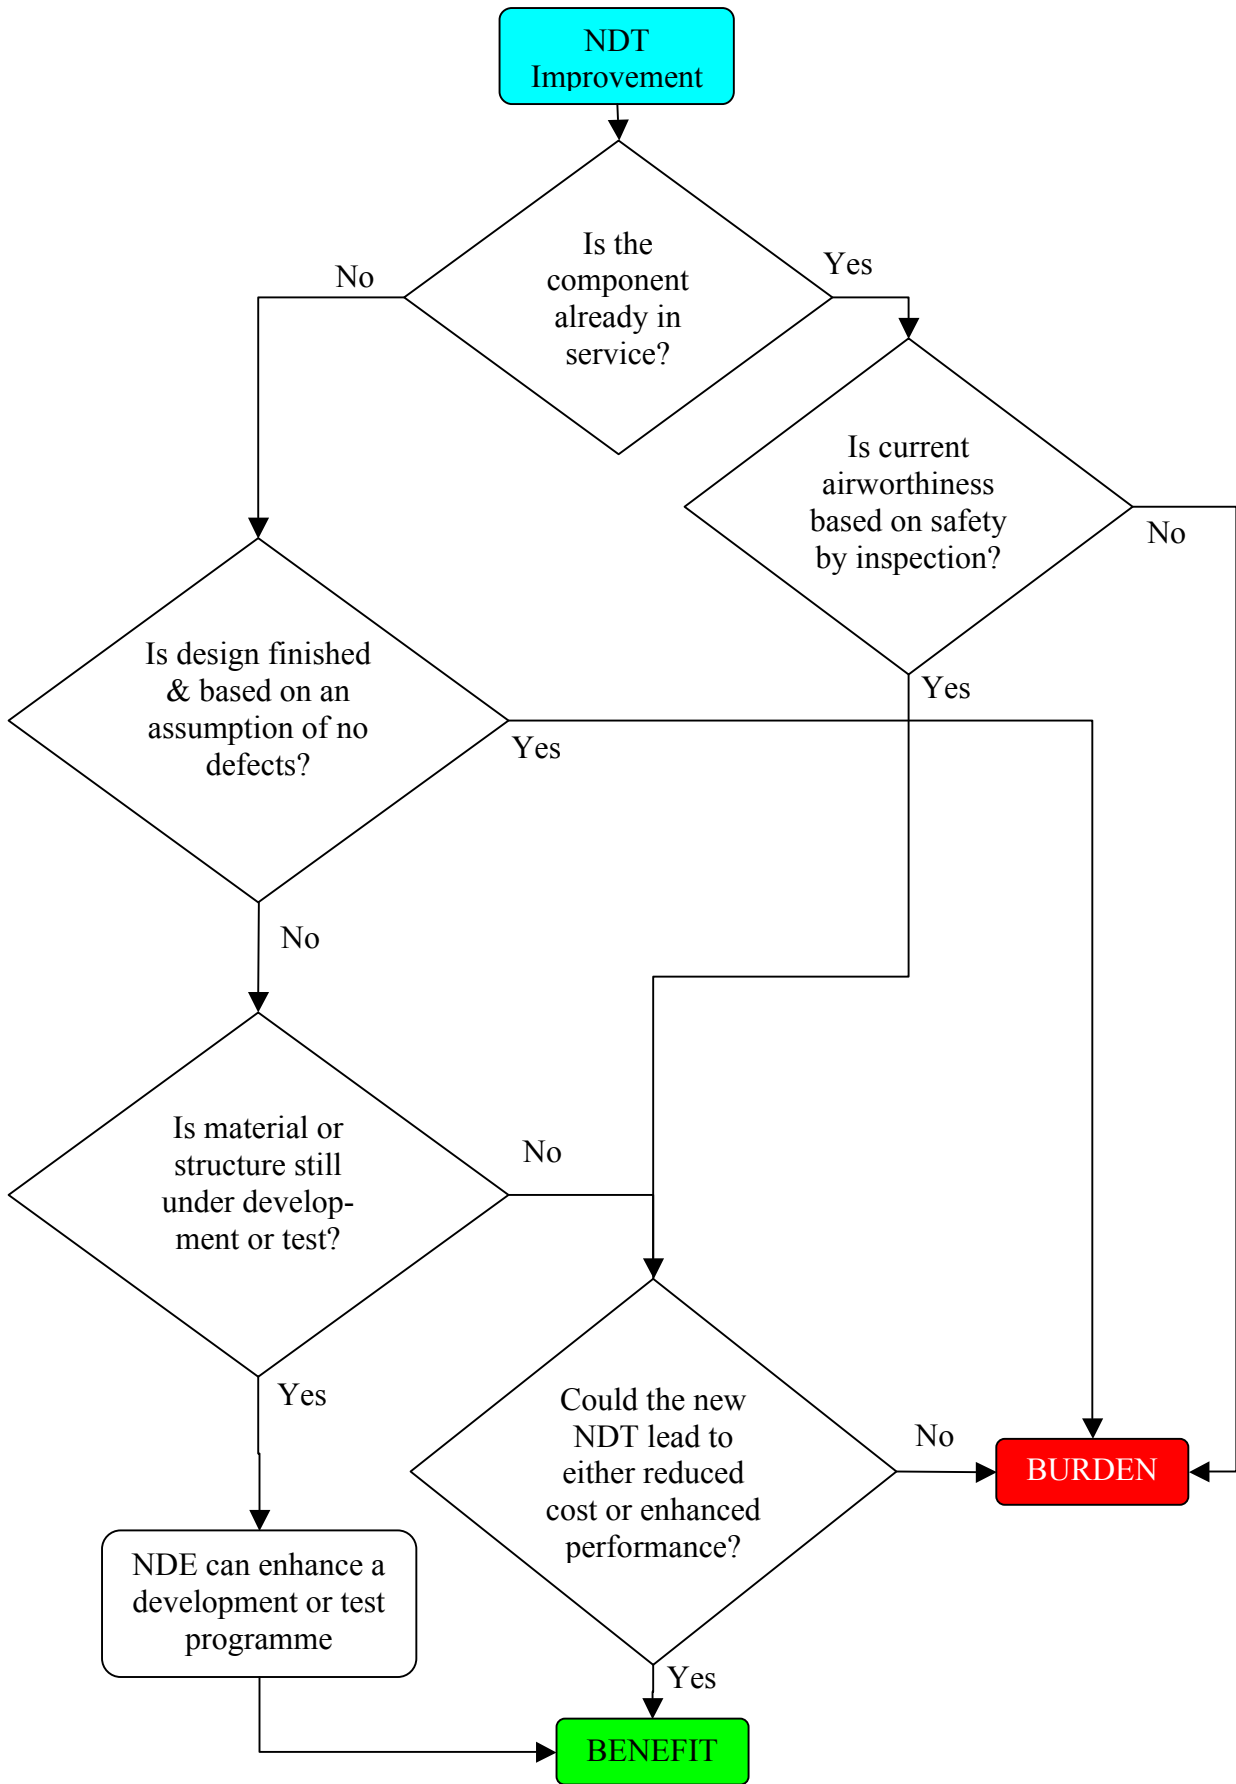 NDT
Improvement
Is the
component
already in
service?
No
Yes
Is current
airworthiness
based on safety
by inspection?
No
Yes
Is design finished
& based on an
assumption of no
defects?
Yes
No
Is material or
structure still
under develop-
ment or test?
No
Yes
Could the new
NDT lead to
either reduced
cost or enhanced
performance?
No
BURDEN
NDE can enhance a
development or test
programme
Yes
BENEFIT